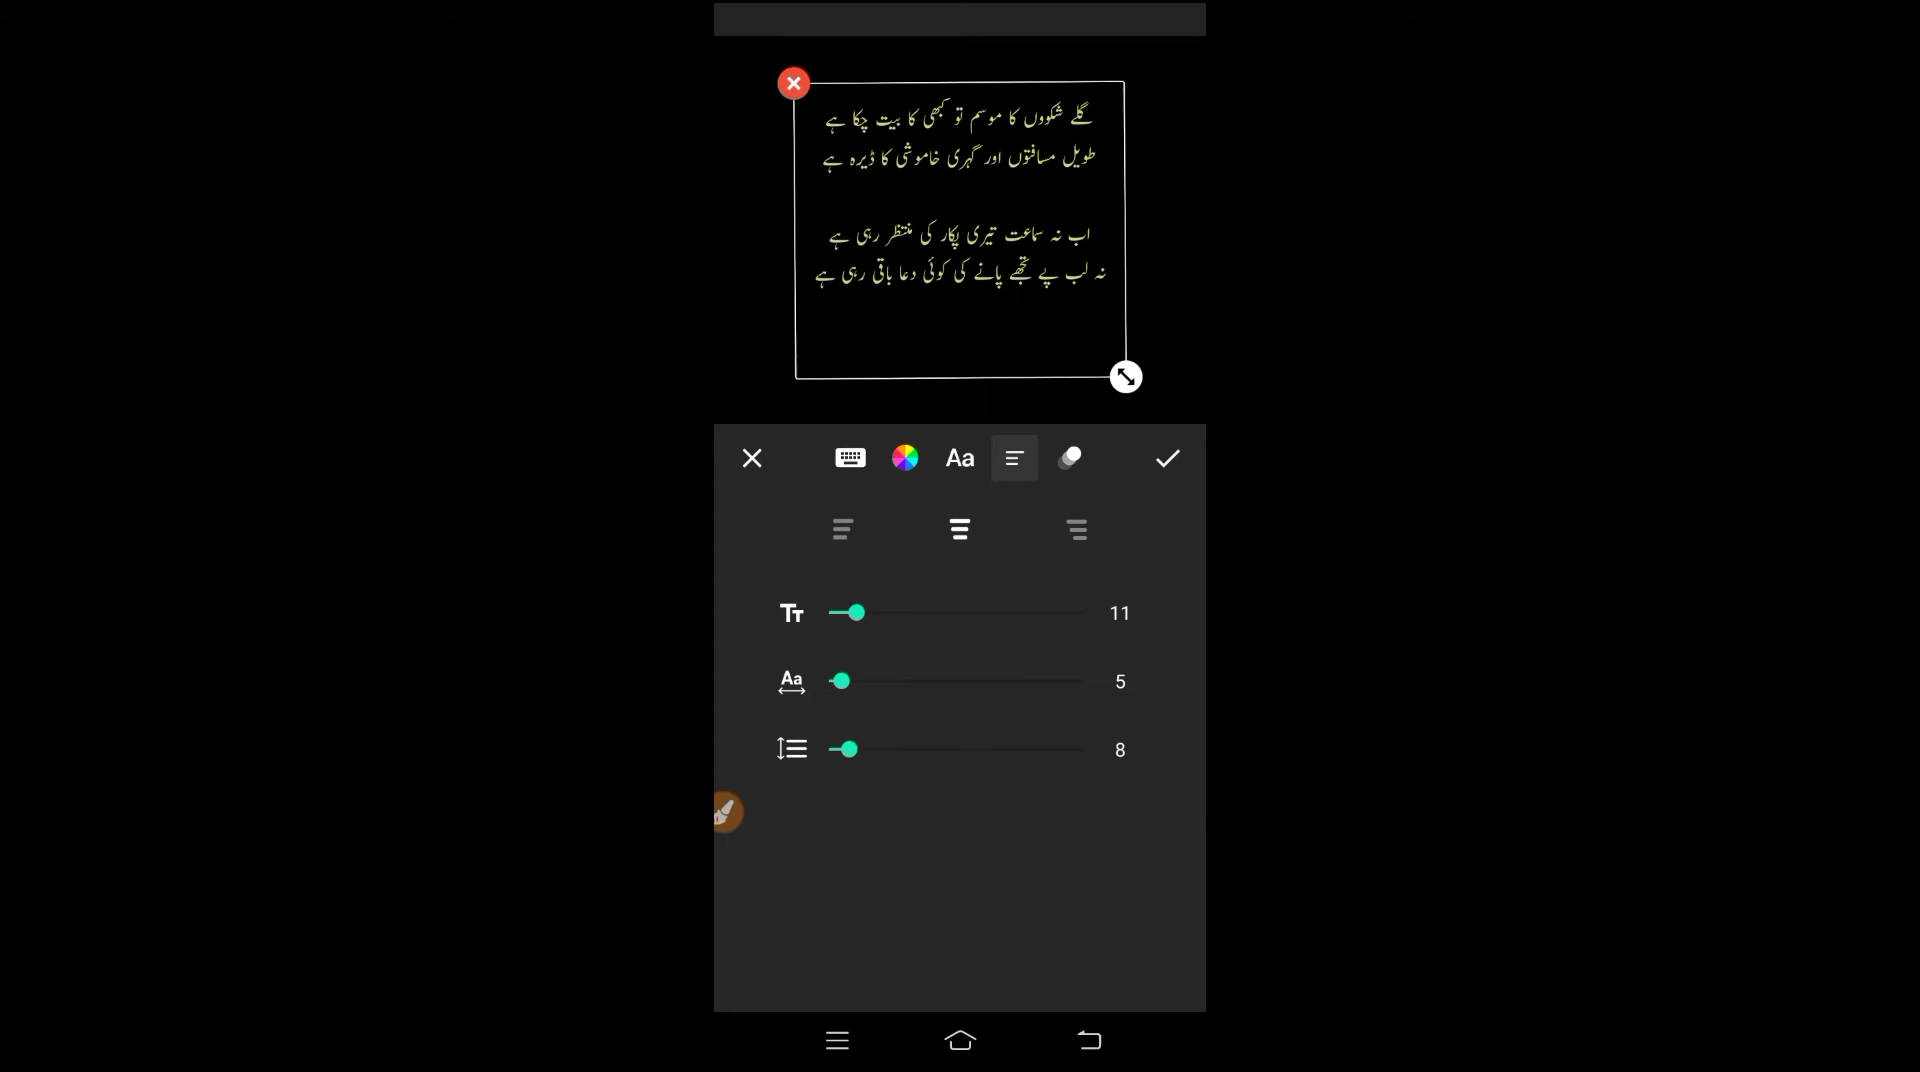 گلے شکووں کا موسم تو کبھی کا بیت چکا ہے
طویل مسافتوں اور گہری خاموشی کا ڈیرہ ہے
اب نہ سماعت تیری پکار کی منتظر رہی ہے
نہ لب پے تجھے پانے کی کوئی دعا باقی رہی ہے
Aa
Tт 11
Aa 5
8